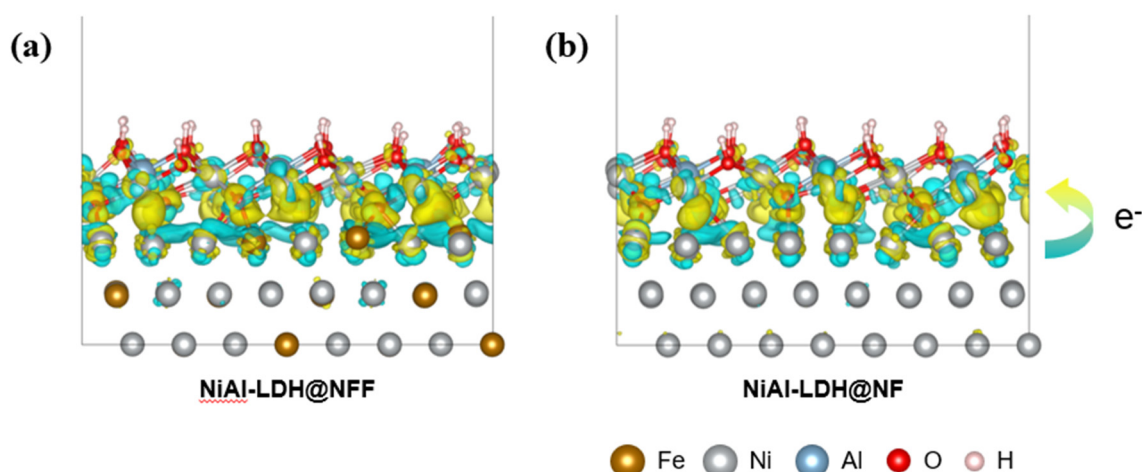 (a)
(b)
e-
NiAl-LDH@NFF
NiAl-LDH@NF
Fe Ni Al O H